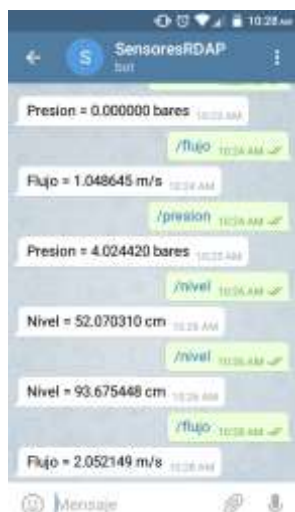 10:28 AM
SensoresRDAP
bot
Presion = 0.000000 bares
/flujo
Flujo = 1.048645 m/s
/presion
Presion = 4.024420 bares
/nivel
Nivel = 52.070310 cm
/nivel
Nivel = 93.675448 cm
/flujo
Flujo = 2.052149 m/s
Mensaje